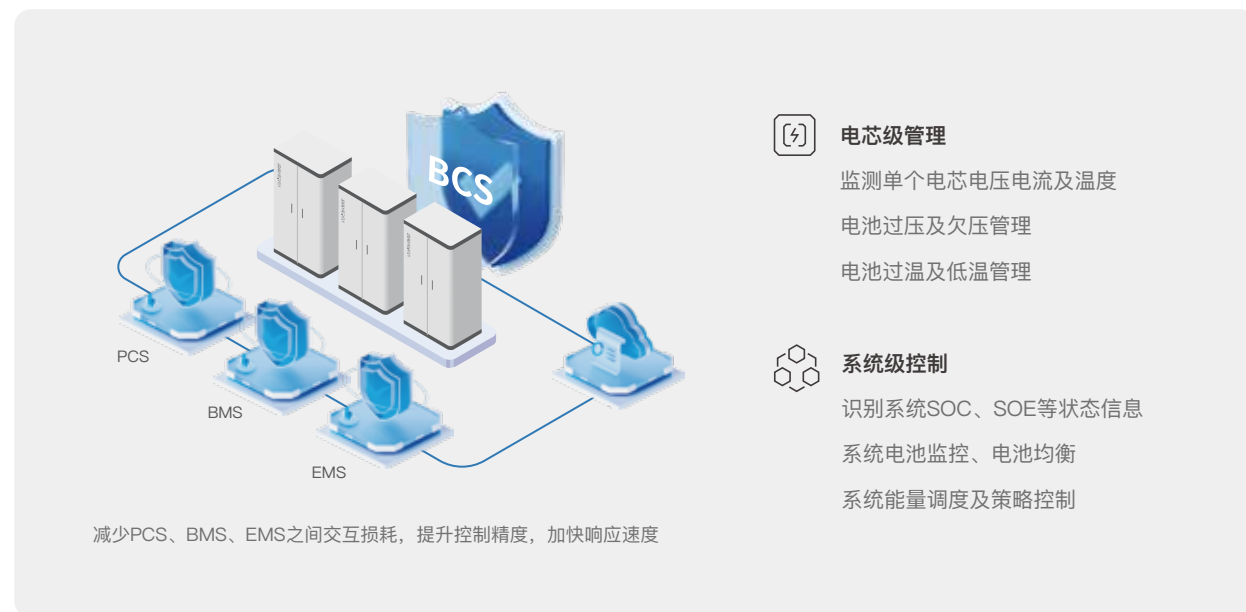 BCS
PCS
BMS
EMS
减少PCS、BMS、EMS之间交互损耗，提升控制精度，加快响应速度
电芯级管理
监测单个电芯电压电流及温度
电池过压及欠压管理
电池过温及低温管理
系统级控制
识别系统SOC、SOE等状态信息
系统电池监控、电池均衡
系统能量调度及策略控制